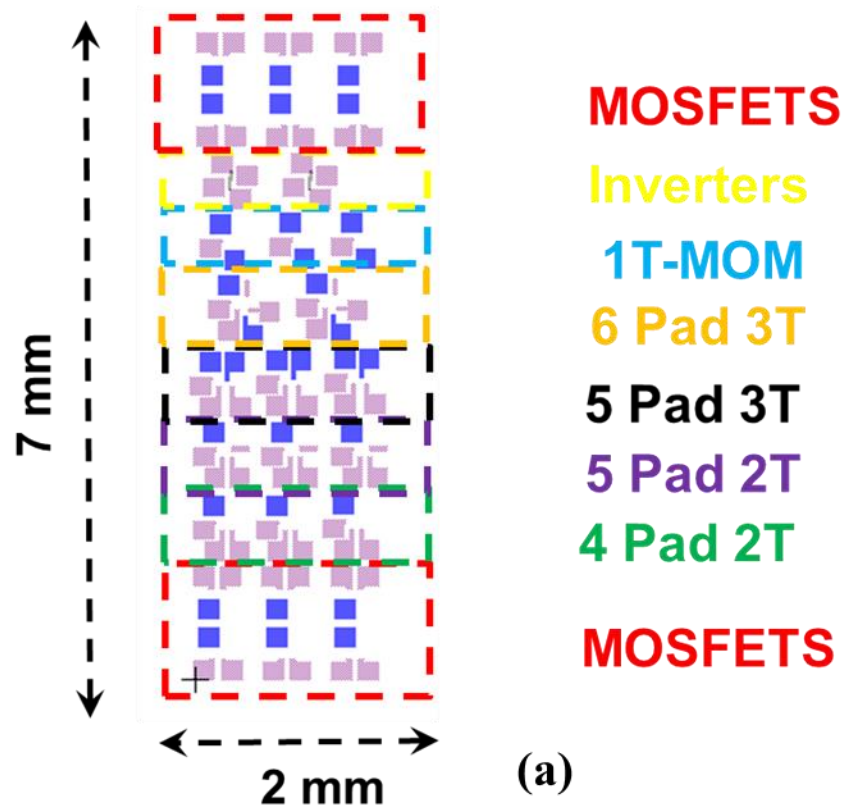 MOSFETS
Inverters
1T-MOM
6 Pad 3T
5 Pad 3T
5 Pad 2T
4 Pad 2T
MOSFETS
7 mm
2 mm
(a)